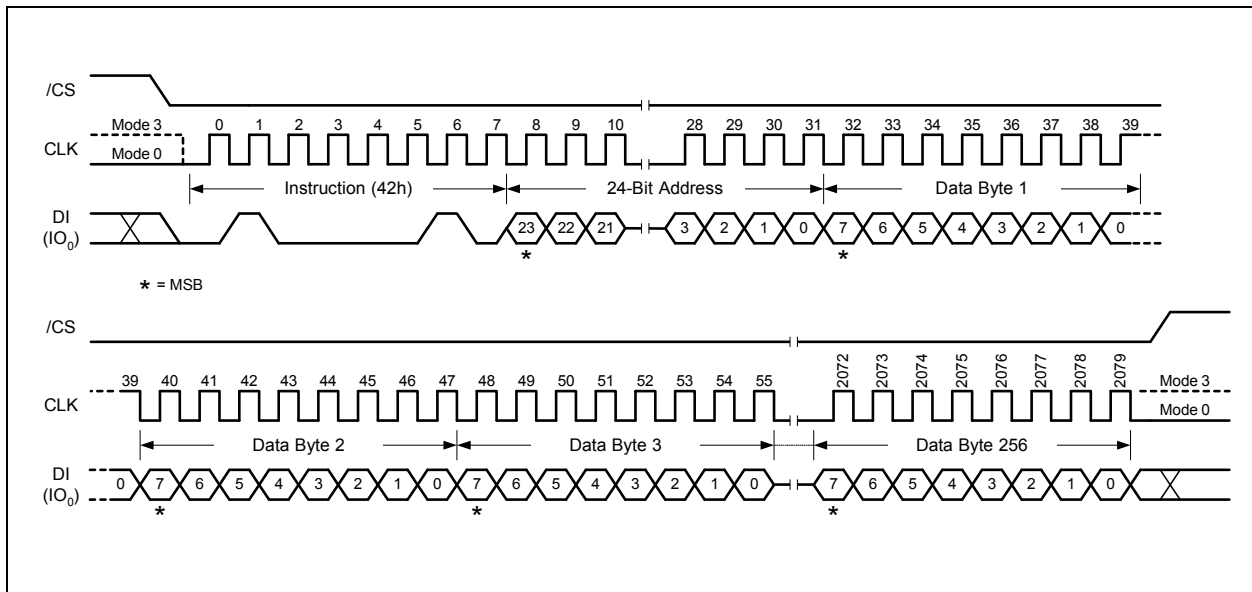 /CS
Mode 3 0 1 2 3 4 5 6 7 8 9 10 28 29 30 31 32 33 34 35 36 37 38 39
CLK
Mode 0
Instruction (42h) 24-Bit Address Data Byte 1
DI
(IO0) 23 22 21 3 2 1 0 7 6 5 4 3 2 1 0
* *
* = MSB
/CS
39 40 41 42 43 44 45 46 47 48 49 50 51 52 53 54 55 2072 2073 2074 2075 2076 2077 2078 2079 Mode 3
CLK
Mode 0
Data Byte 2 Data Byte 3 Data Byte 256
DI
(IO0) 0 7 6 5 4 3 2 1 0 7 6 5 4 3 2 1 0 7 6 5 4 3 2 1 0
* * *